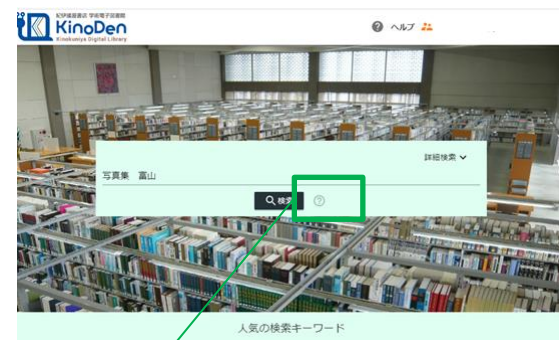 紀伊國屋書店 学術電子図書館
KinoDen
Kinokuniya Digital Library
ヘルプ
詳細検索
写真集 富山
検索
人気の検索キーワード